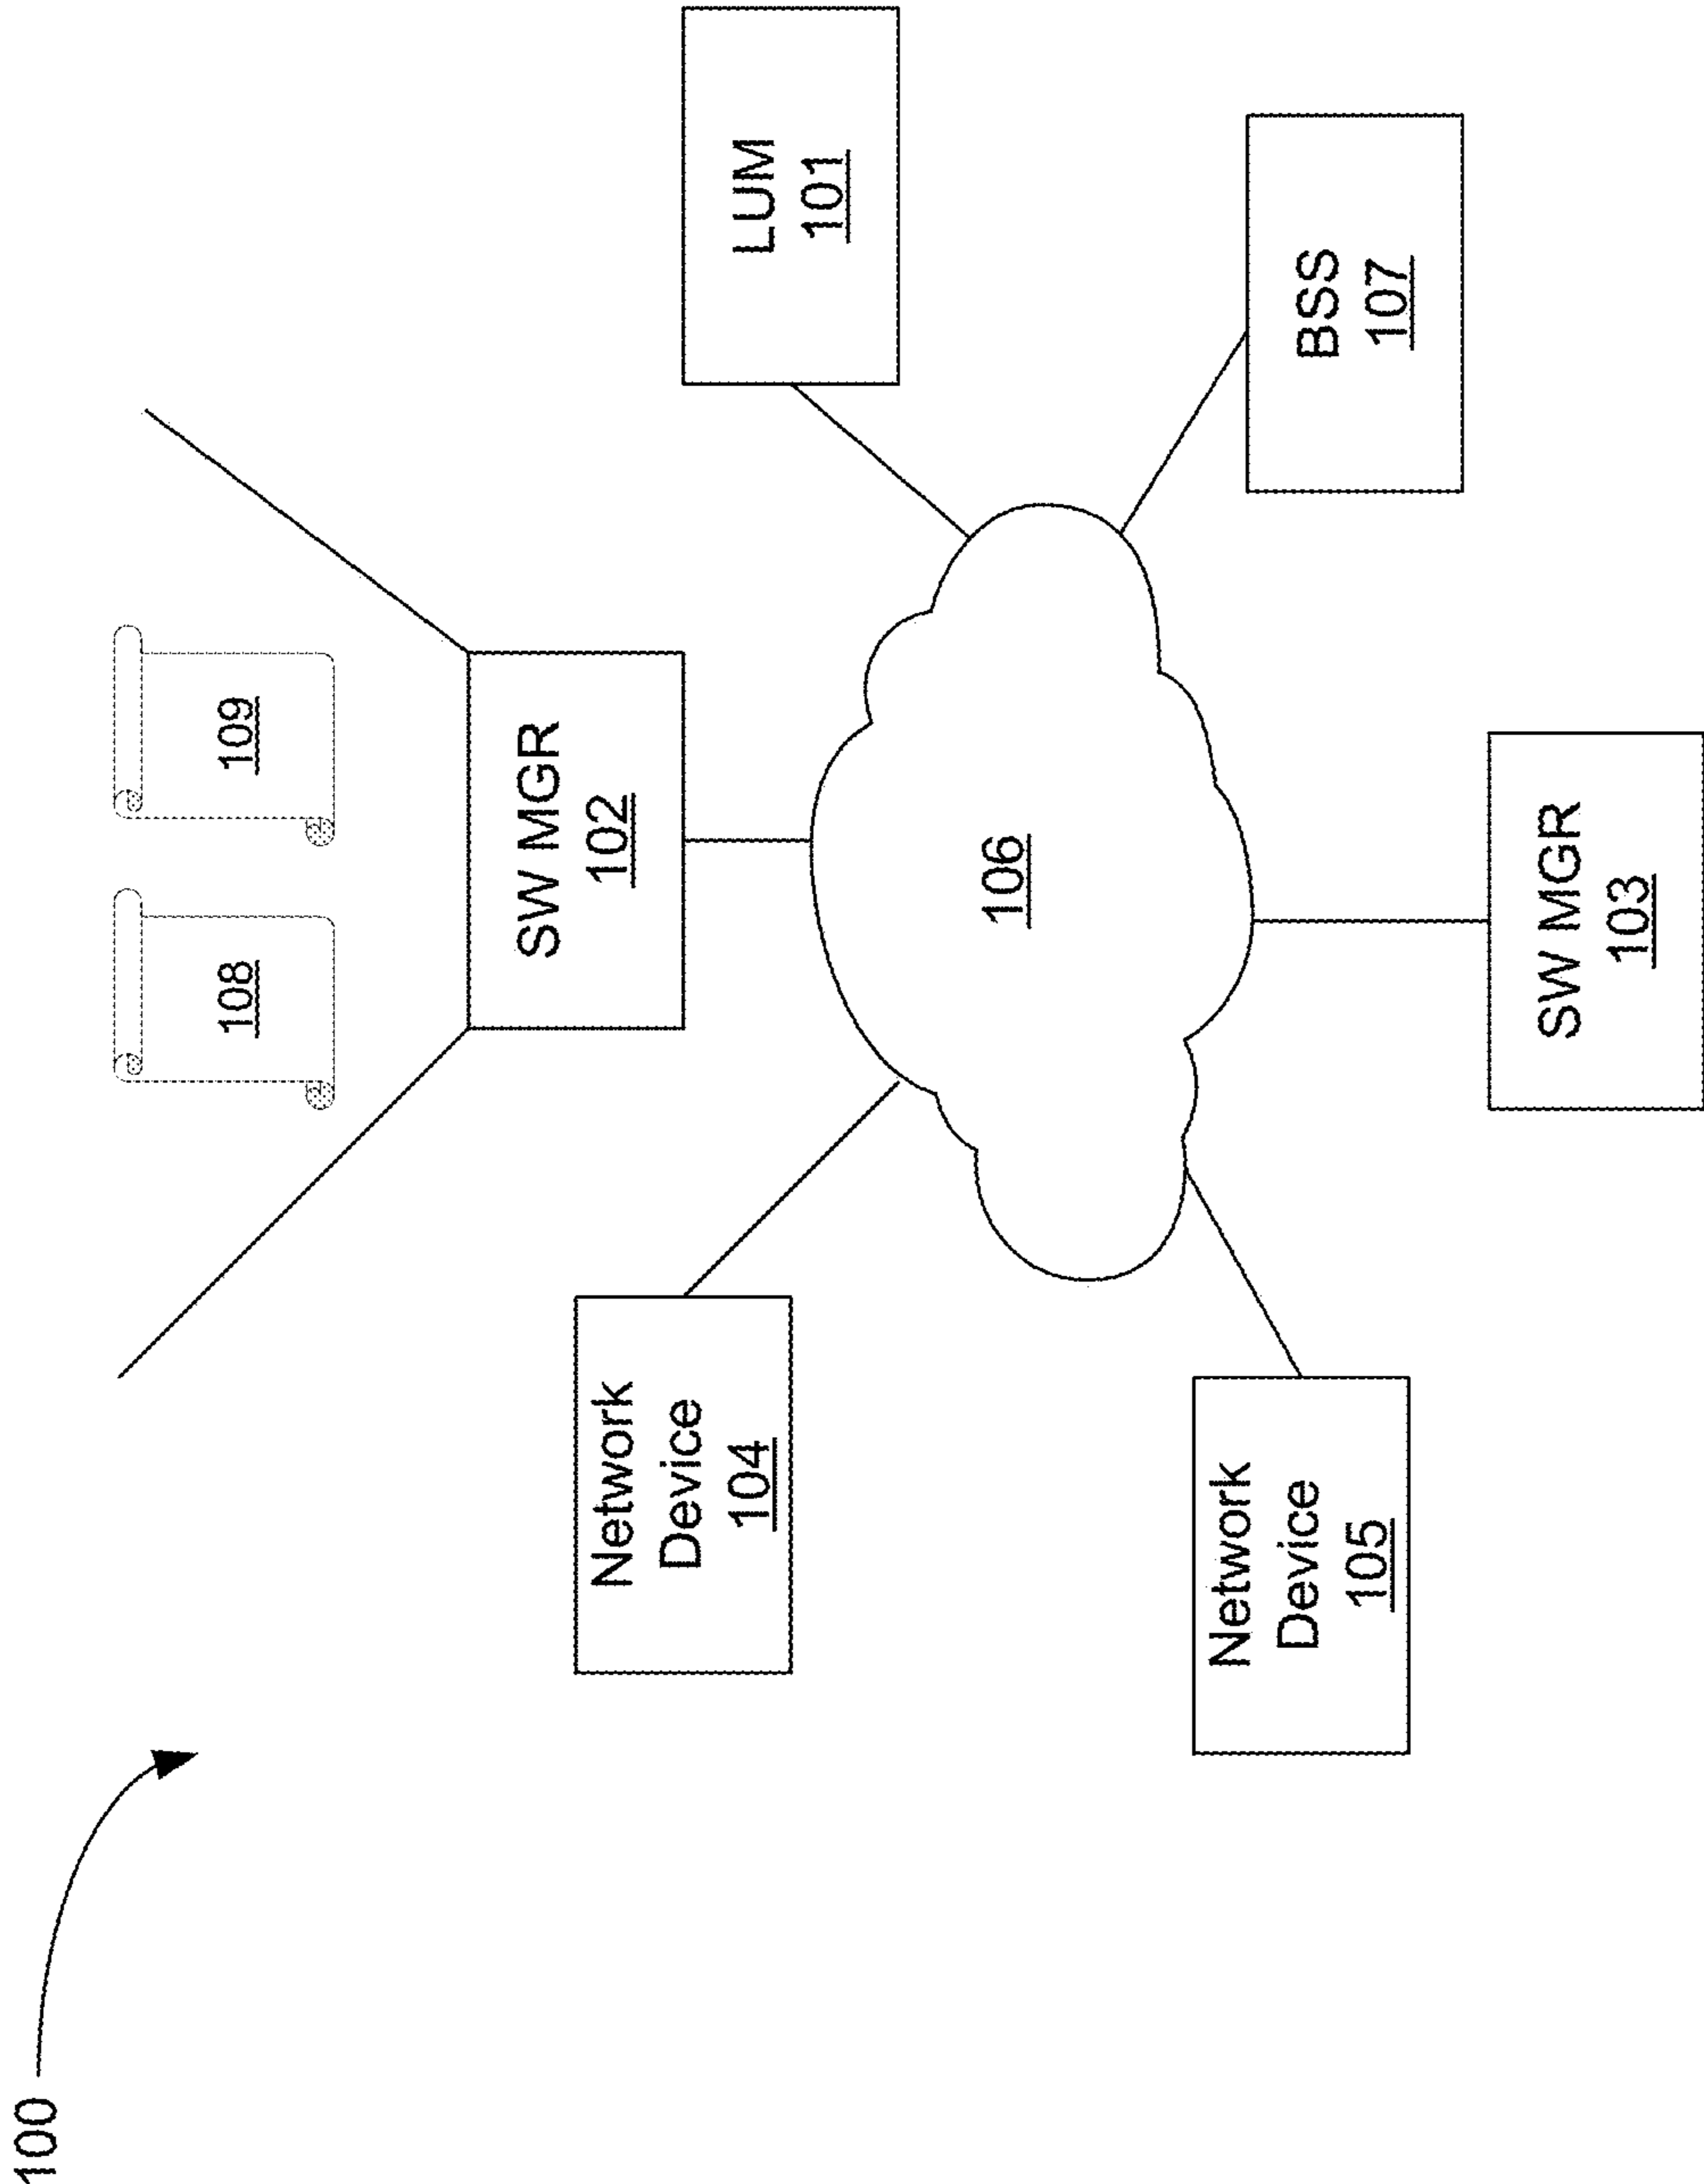 100
108
109
SW MGR
102
Network
Device
104
LUM
101
106
Network
Device
105
BSS
107
SW MGR
103